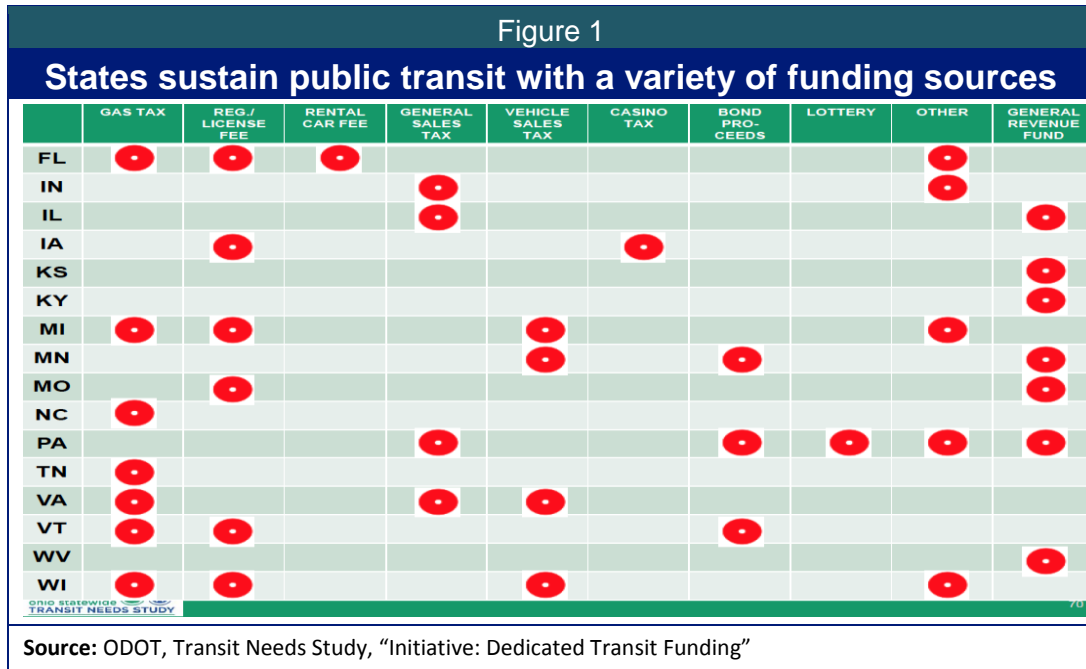 Figure 1
States sustain public transit with a variety of funding sources
GAS TAX
REG./
LICENSE
FEE
RENTAL
CAR FEE
GENERAL
SALES
TAX
VEHICLE
SALES
TAX
CASINO
TAX
BOND
PRO-
CEEDS
LOTTERY
OTHER
GENERAL
REVENUE
FUND
FL
IN
IL
IA
KS
KY
MI
MN
MO
NC
PA
TN
VA
VT
WV
WI
ohio statewide
TRANSIT NEEDS STUDY
70
Source: ODOT, Transit Needs Study, “Initiative: Dedicated Transit Funding”